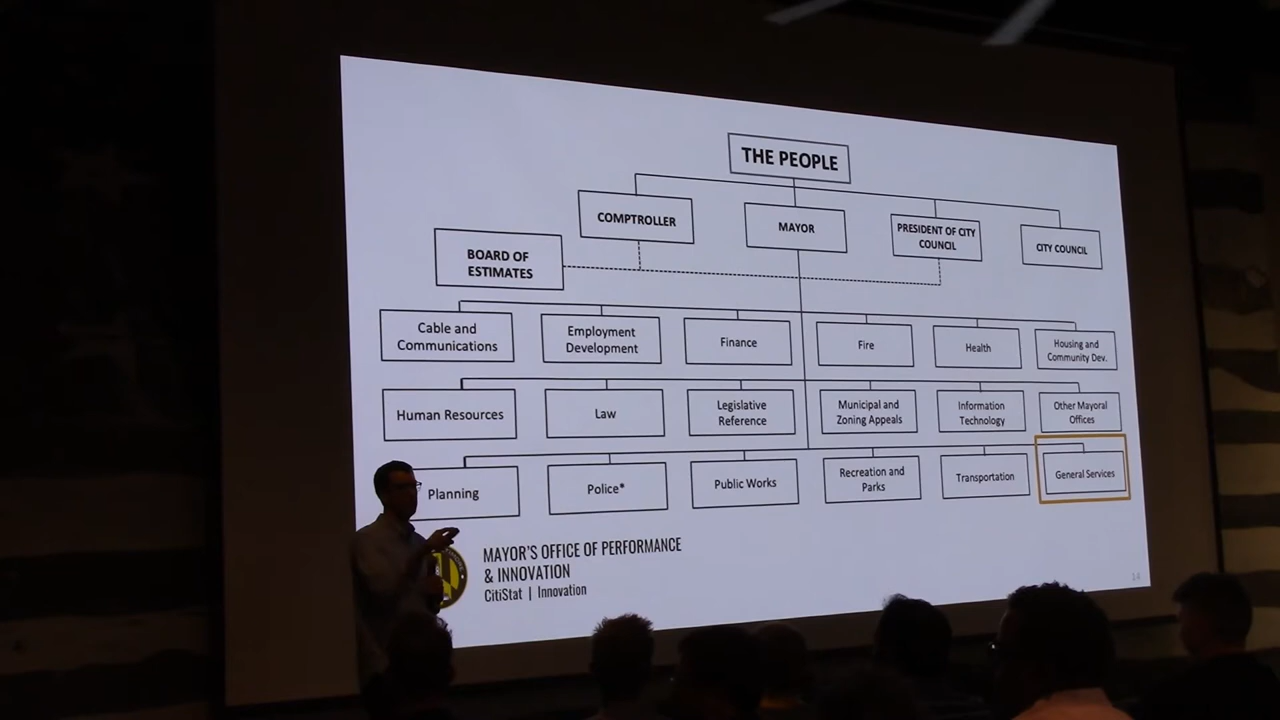 THE PEOPLE
COMPTROLLER
MAYOR
PRESIDENT OF CITY
COUNCIL
CITY COUNCIL
BOARD OF
ESTIMATES
Cable and
Communications
Employment
Development
Finance
Fire
Health
Housing and
Community Dev.
Human Resources
Law
Legislative
Reference
Municipal and
Zoning Appeals
Information
Technology
Other Mayoral
Offices
Planning
Police*
Public Works
Recreation and
Parks
Transportation
General Services
MAYOR'S OFFICE OF PERFORMANCE
& INNOVATION
CitiStat | Innovation
14